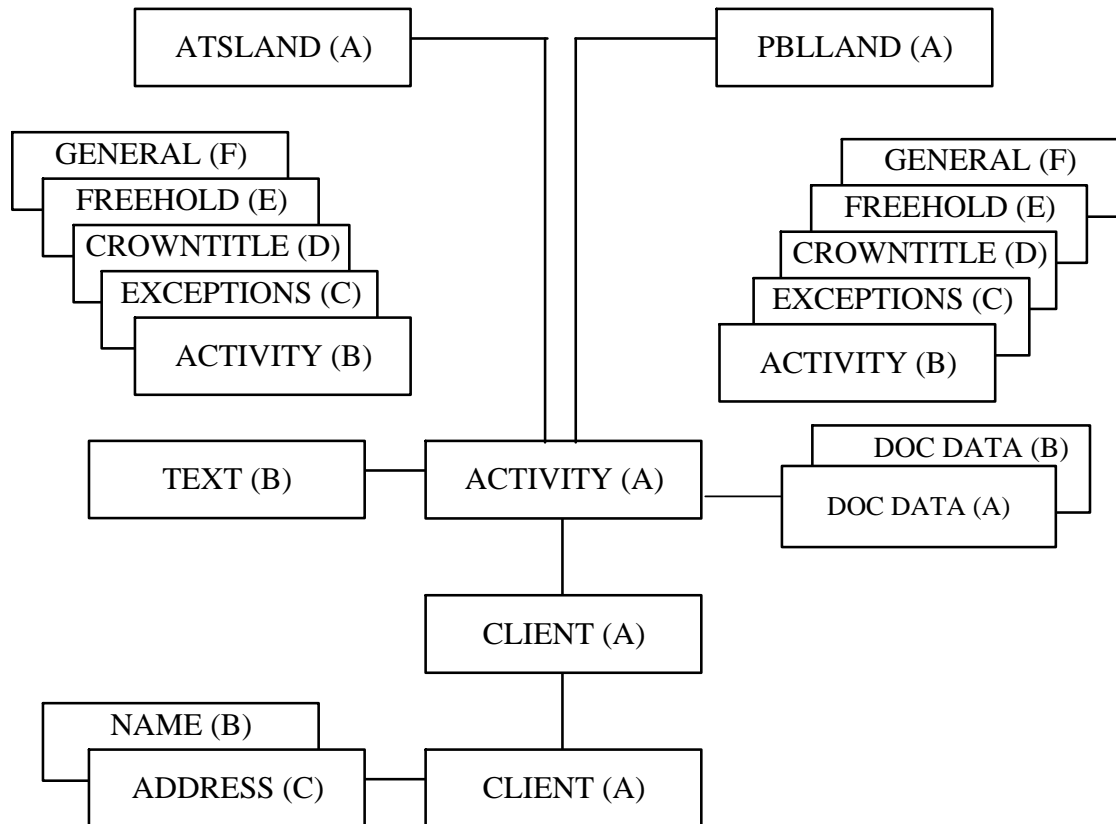 ATSLAND (A)
PBLLAND (A)
GENERAL (F)
FREEHOLD (E)
CROWNTITLE (D)
EXCEPTIONS (C)
ACTIVITY (B)
GENERAL (F)
FREEHOLD (E)
CROWNTITLE (D)
EXCEPTIONS (C)
ACTIVITY (B)
TEXT (B)
ACTIVITY (A)
DOC DATA (B)
DOC DATA (A)
CLIENT (A)
NAME (B)
ADDRESS (C)
CLIENT (A)